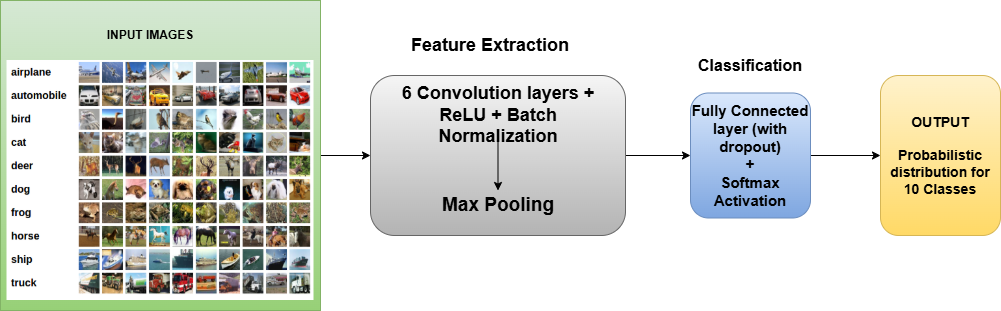 INPUT IMAGES
airplane
automobile
bird
cat
deer
dog
frog
horse
ship
truck
Feature Extraction
6 Convolution layers +
ReLU + Batch
Normalization
Max Pooling
Classification
Fully Connected
layer (with
dropout)
+
Softmax
Activation
OUTPUT
Probabilistic
distribution for
10 Classes